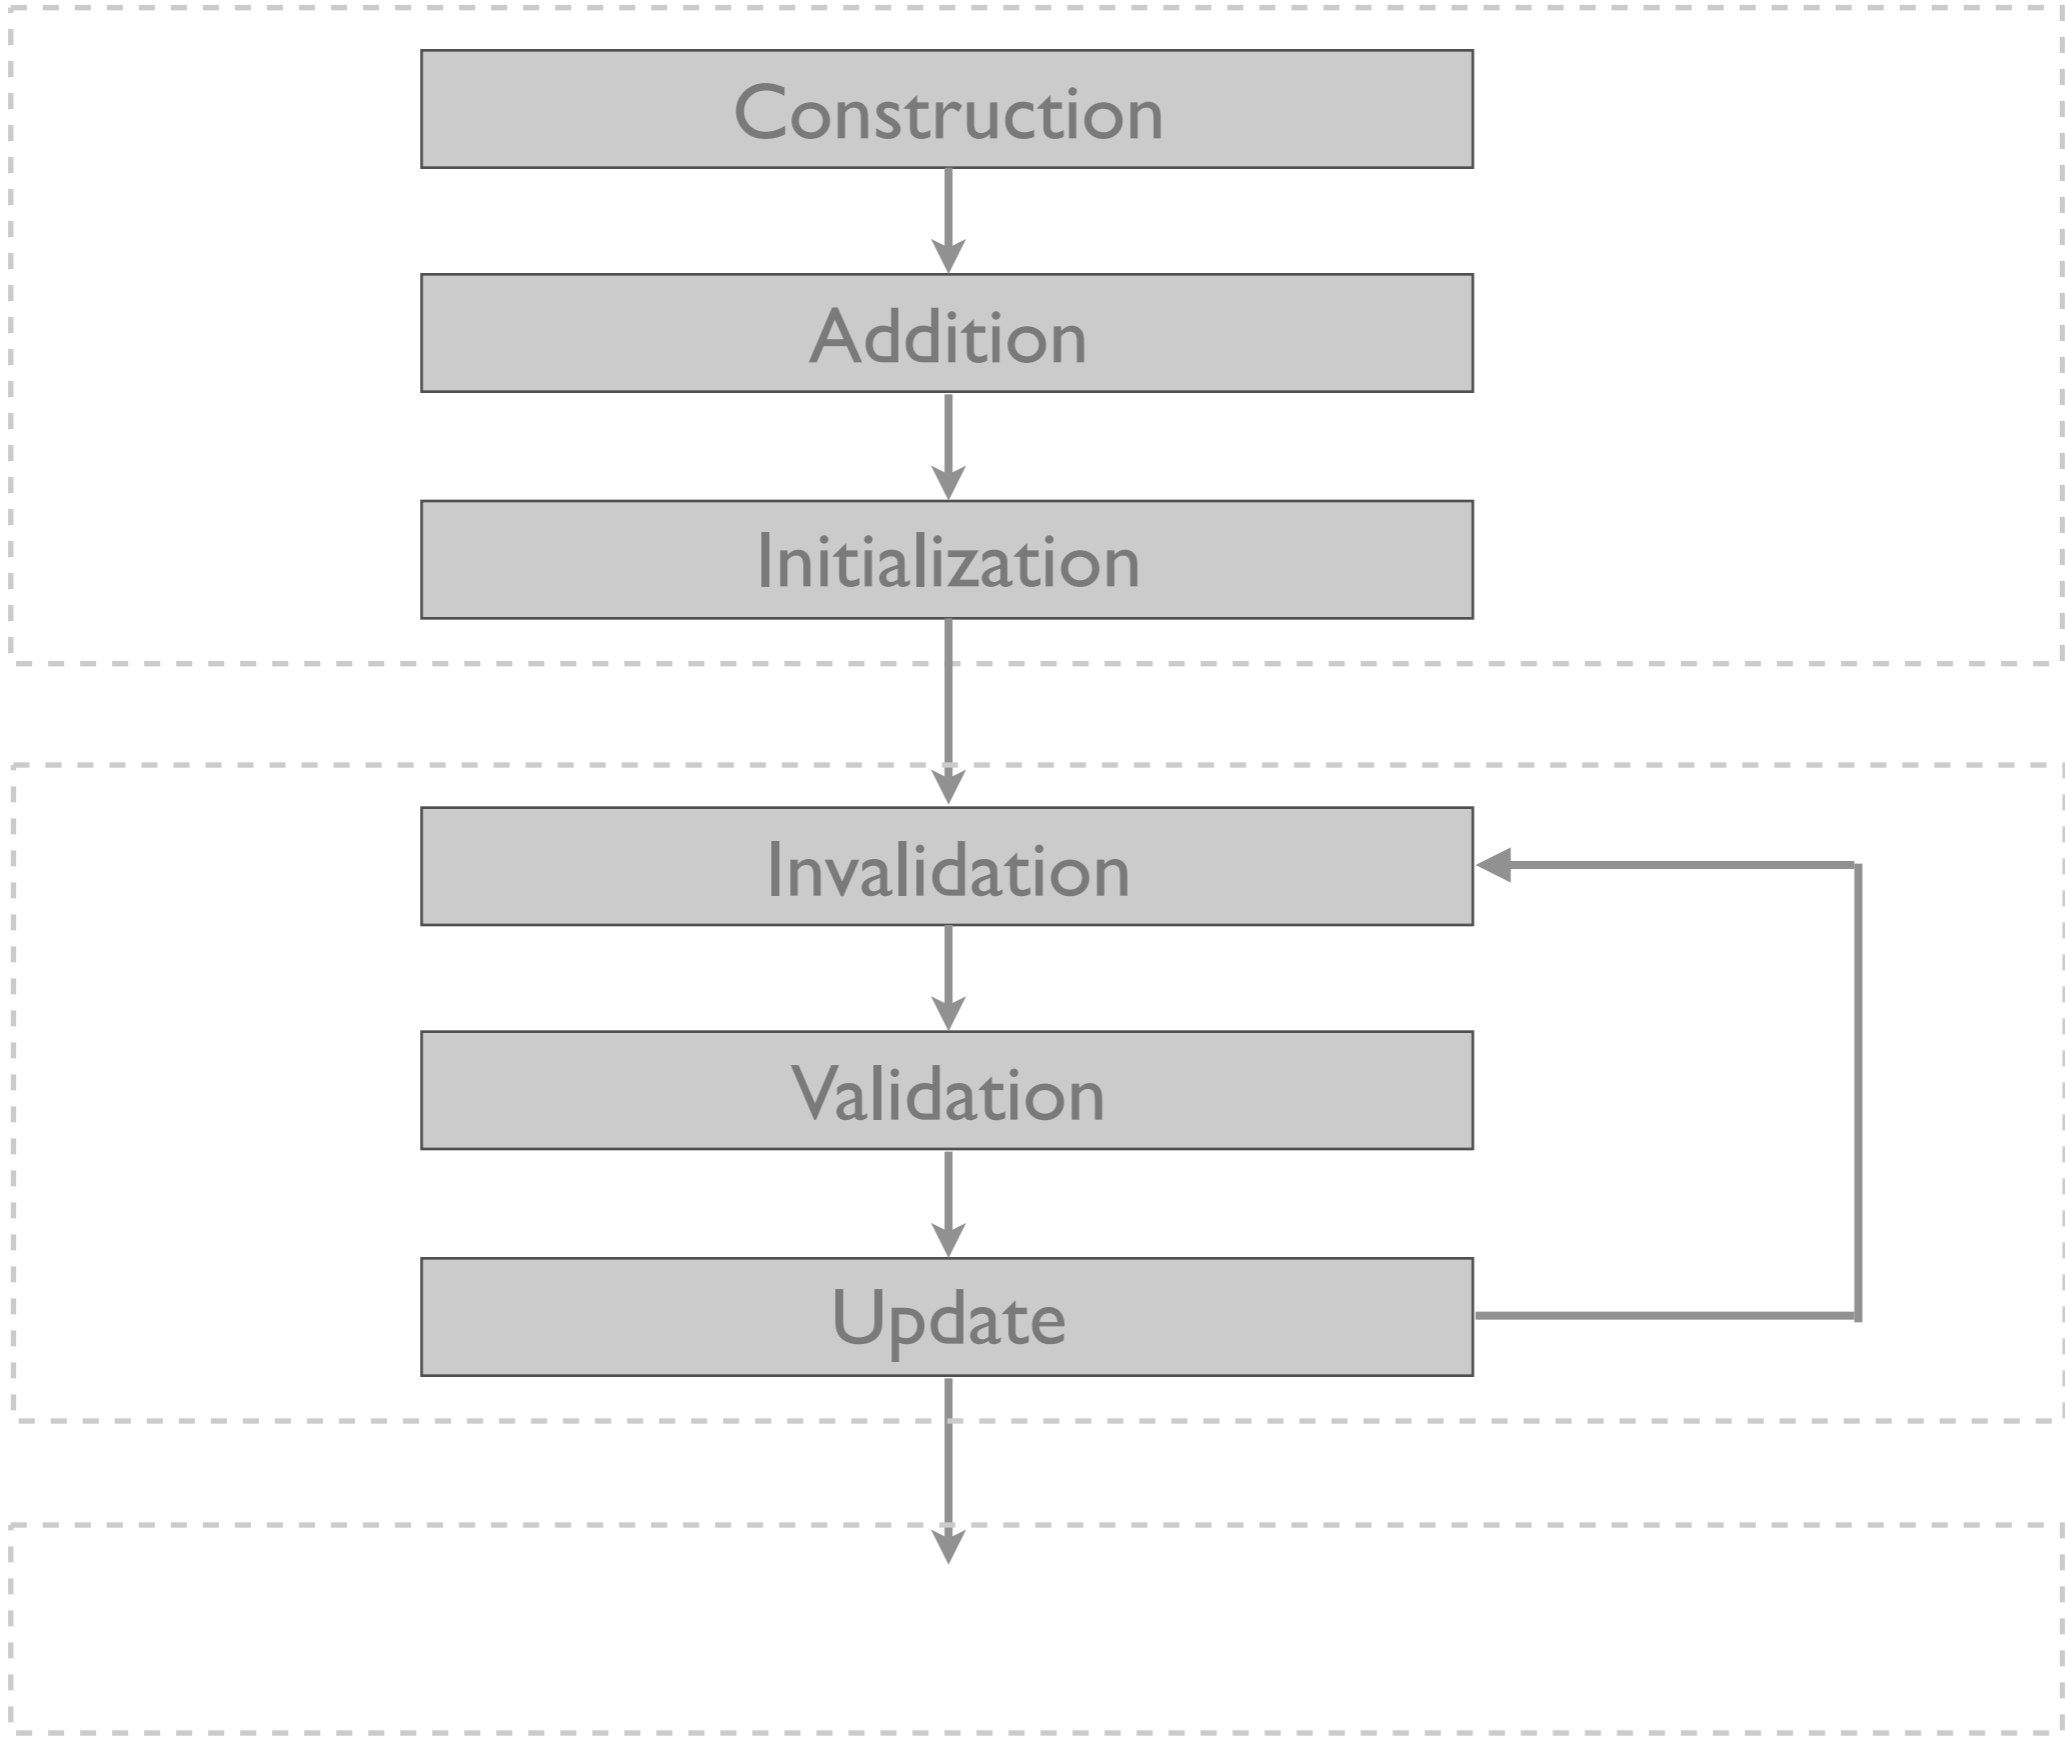 Construction
Addition
Initialization
Invalidation
Validation
Update